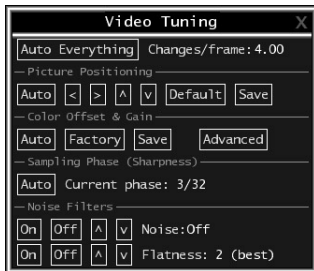 Video Tuning X
Auto Everything Changes/frame:4.00
Picture Positioning
Auto < > ^ v Default Save
Color Offset & Gain
Auto Factory Save Advanced
Sampling Phase (Sharpness)
Auto Current phase: 3/32
Noise Filters
On Off ^ v Noise:Off
On Off ^ v Flatness: 2 (best)